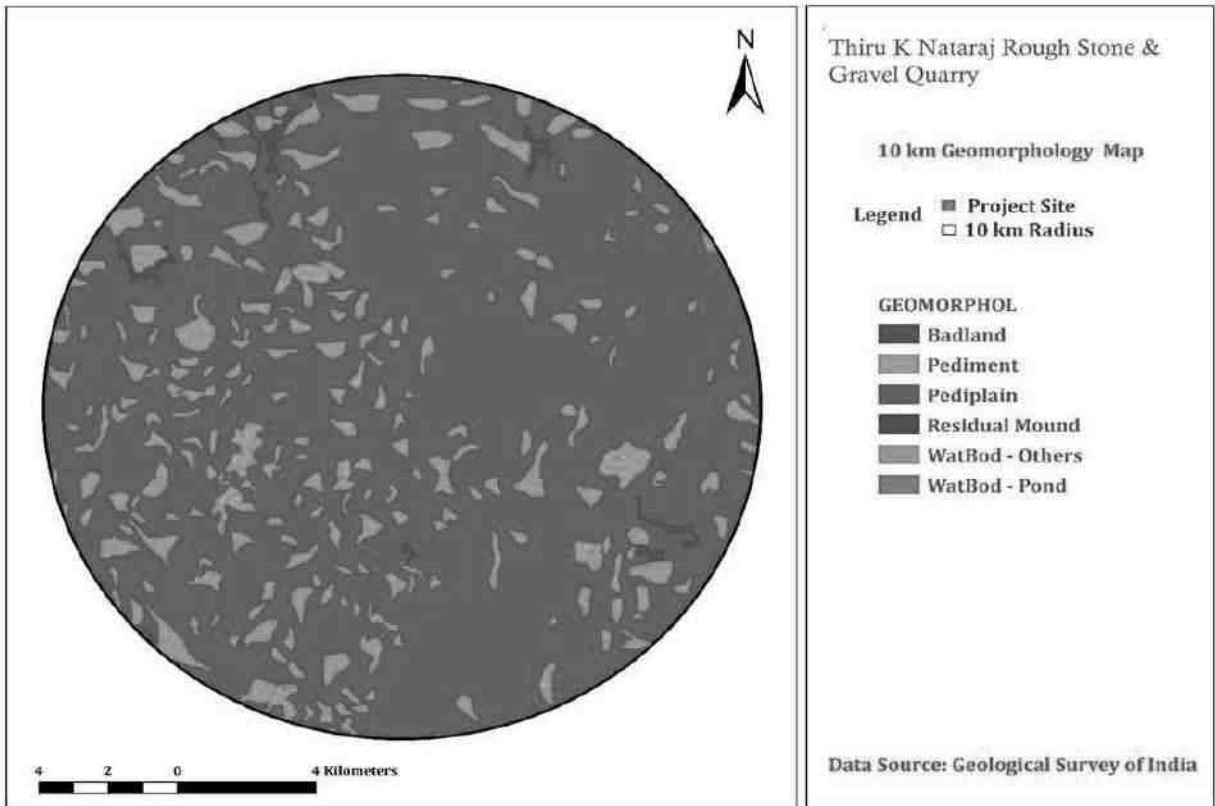 N
Thiru K Nataraj Rough Stone &
Gravel Quarry
10 km Geomorphology Map
Legend
Project Site
10 km Radius
GEOMORPHOL
Badland
Pediment
Pediplain
Residual Mound
WatBod - Others
WatBod - Pond
4 2 0 4 Kilometers
Data Source: Geological Survey of India